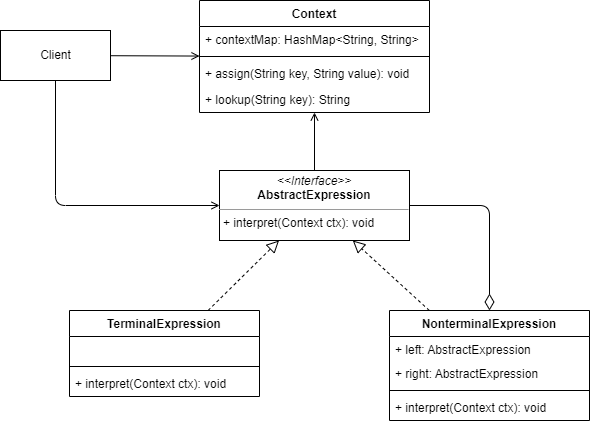 Context
+ contextMap: HashMap<String, String>
Client
+ assign(String key, String value): void
+ lookup(String key): String
<<Interface>>
AbstractExpression
+ interpret(Context ctx): void
TerminalExpression
+ interpret(Context ctx): void
NonterminalExpression
+ left: AbstractExpression
+ right: AbstractExpression
+ interpret(Context ctx): void